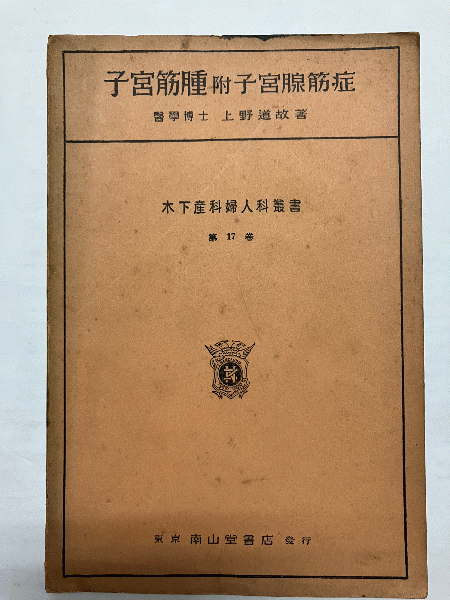 子宮筋腫 附 子宮腺筋症
醫學博士 上野道故著
木下産科婦人科叢書
第 17 卷
東京 南山堂書店 發行